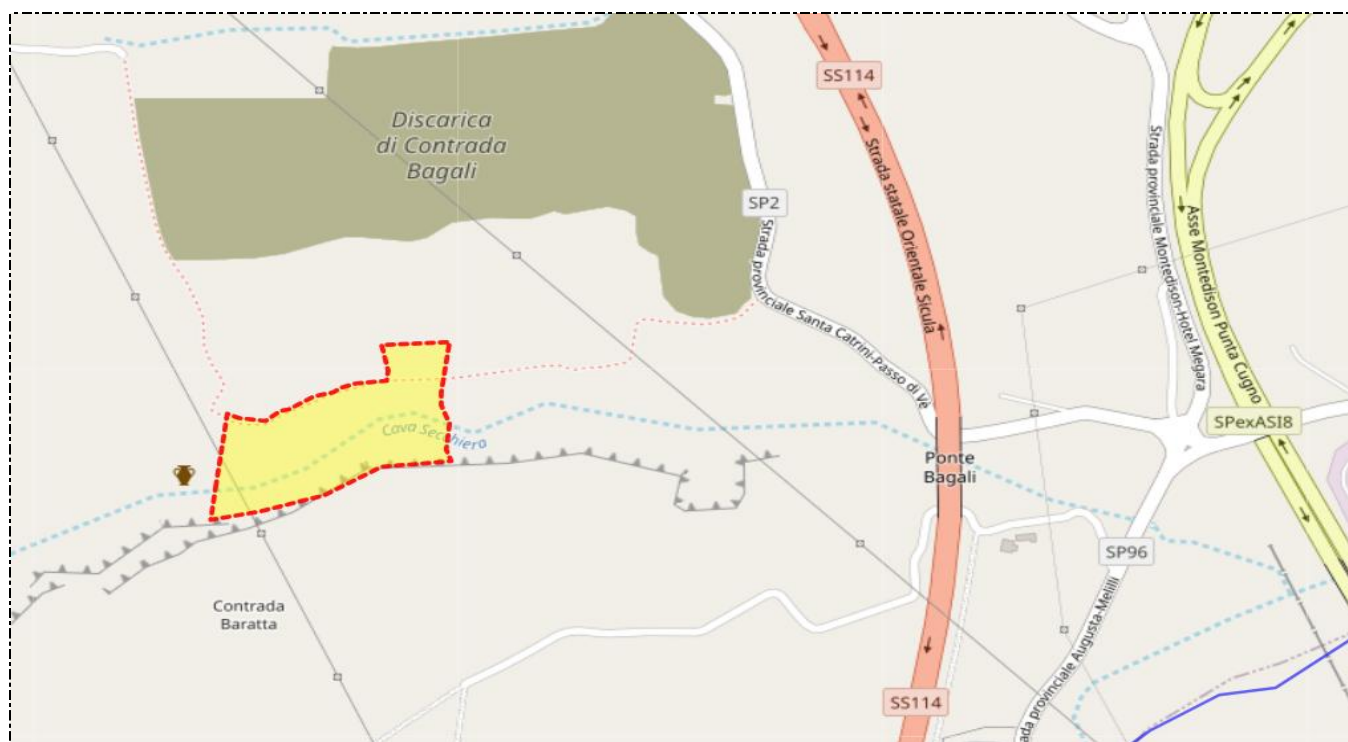 SS114
Discarica
di Contrada
Bagali
SP2
Strada statale Orientale Sicula
Strada provinciale Montedison-Hotel Megara
Asse Montedison Punta Cugno
Strada provinciale Santa Catrini-Passo di Vè
Cava Secchiero
SPexASI8
Ponte
Bagali
SP96
Contrada
Baratta
Strada provinciale Augusta-Melilli
SS114